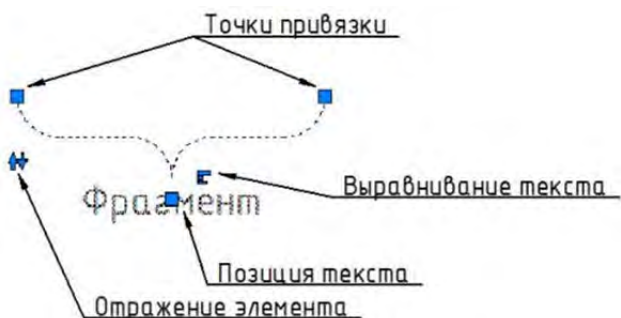 Точки привязки
Выравнивание текста
Фрагмент
Позиция текста
Отражение элемента